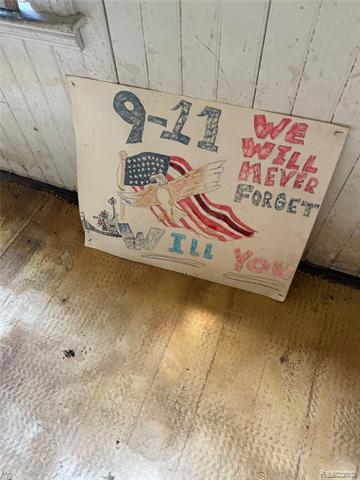 9-11
WE
WILL
NEVER
FORGET
WILL YOU
Realcomp